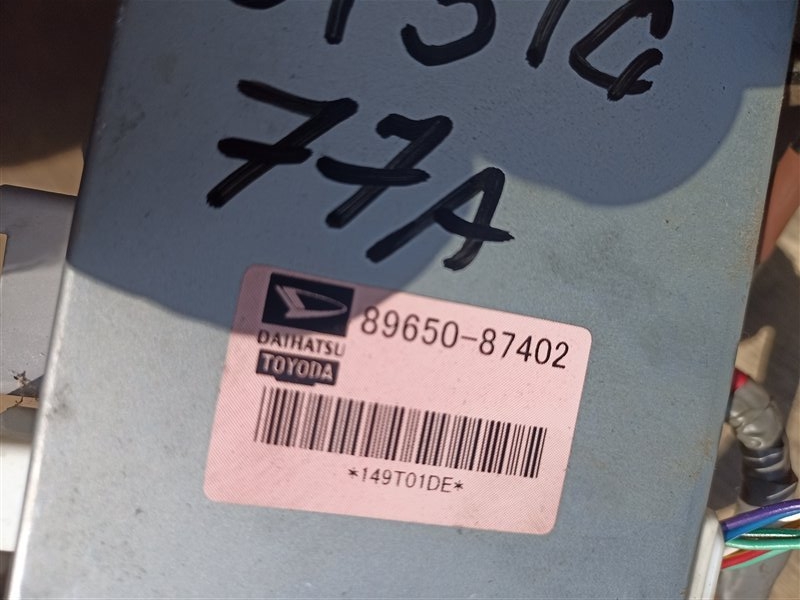 77A
89650-87402
DAIHATSU
TOYODA
*149T01DE*